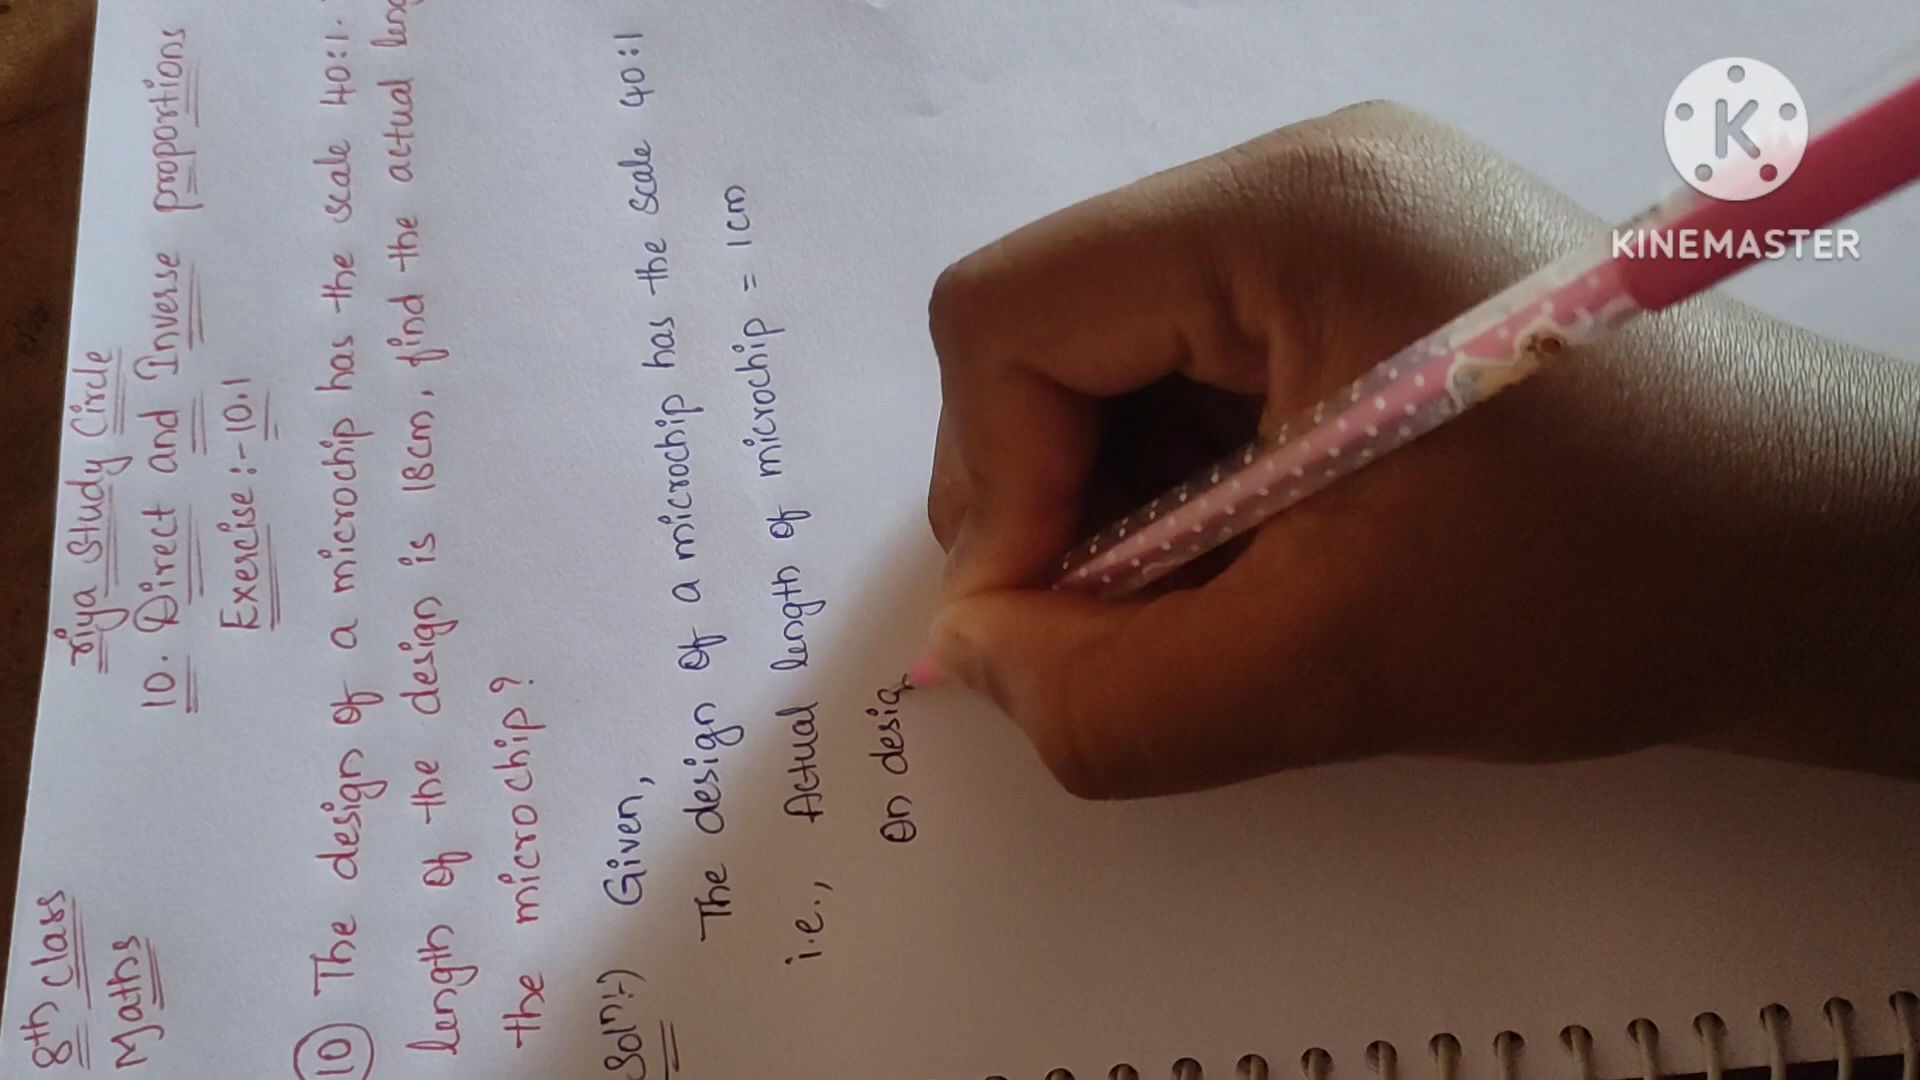 riya Study Circle
8th Class
Maths
10. Direct and Inverse proportions
Exercise:-10.1
10 The design of a microchip has the scale 40:1.
length of the design is 18cm, find the actual leng
the microchip?
Soln:-) Given,
The design of a microchip has the scale 40:1
i.e., Actual length of microchip = 1cm
On desig
K
KINEMASTER